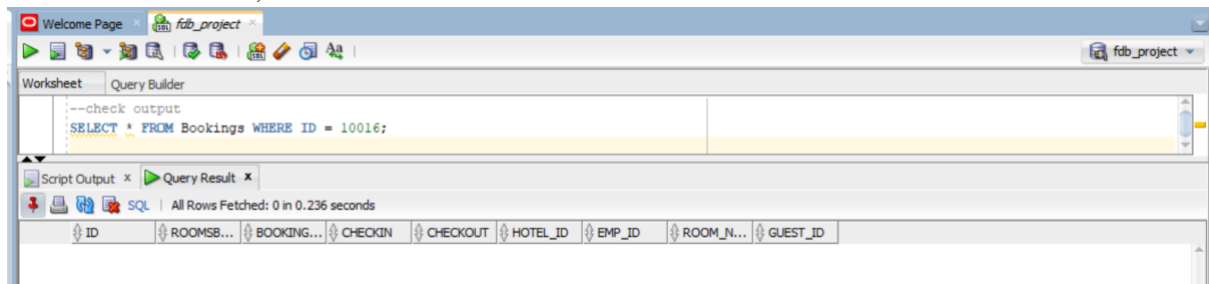 Welcome Page × fdb_project ×
fdb_project
Worksheet Query Builder
--check output
SELECT * FROM Bookings WHERE ID = 10016;
Script Output × Query Result ×
SQL | All Rows Fetched: 0 in 0.236 seconds
ID ROOMSB... BOOKING... CHECKIN CHECKOUT HOTEL_ID EMP_ID ROOM_N... GUEST_ID